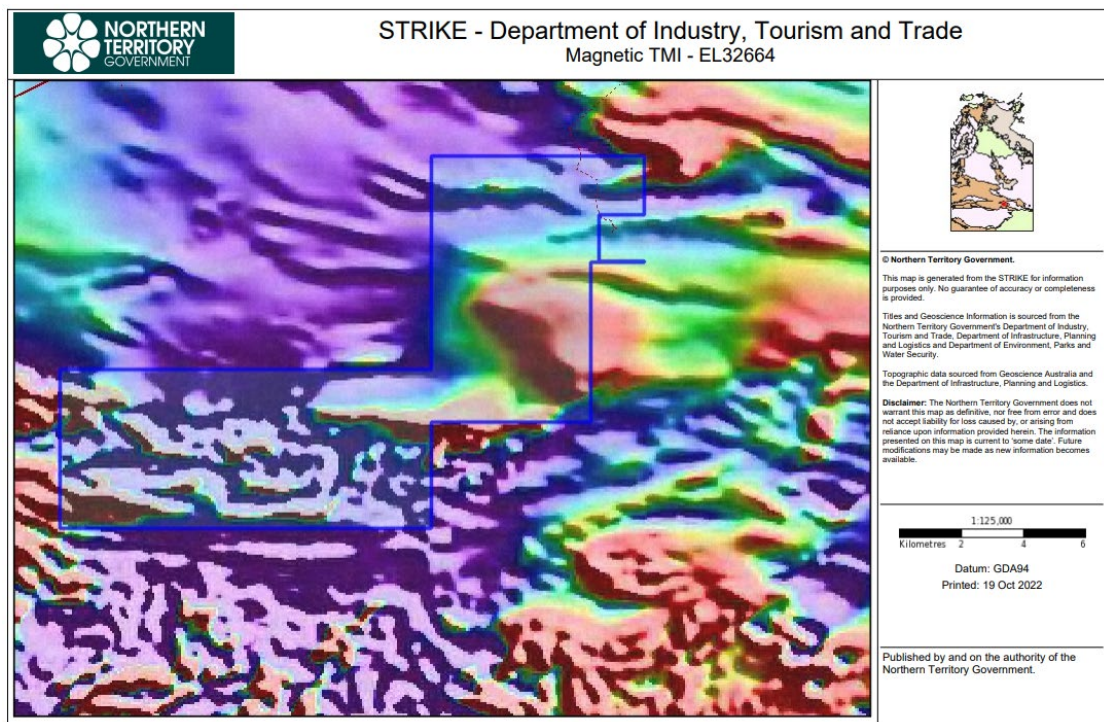 NORTHERN
TERRITORY
GOVERNMENT
STRIKE - Department of Industry, Tourism and Trade
Magnetic TMI - EL32664
© Northern Territory Government.
This map is generated from the STRIKE for information
purposes only. No guarantee of accuracy or completeness
is provided.
Titles and Geoscience Information is sourced from the
Northern Territory Government's Department of Industry,
Tourism and Trade, Department of Infrastructure, Planning
and Logistics and Department of Environment, Parks and
Water Security.
Topographic data sourced from Geoscience Australia and
the Department of Infrastructure, Planning and Logistics.
Disclaimer: The Northern Territory Government does not
warrant this map as definitive, nor free from error and does
not accept liability for loss caused by, or arising from
reliance upon information provided herein. The information
presented on this map is current to 'some date'. Future
modifications may be made as new information becomes
available.
1:125,000
Kilometres 2 4 6
Datum: GDA94
Printed: 19 Oct 2022
Published by and on the authority of the
Northern Territory Government.